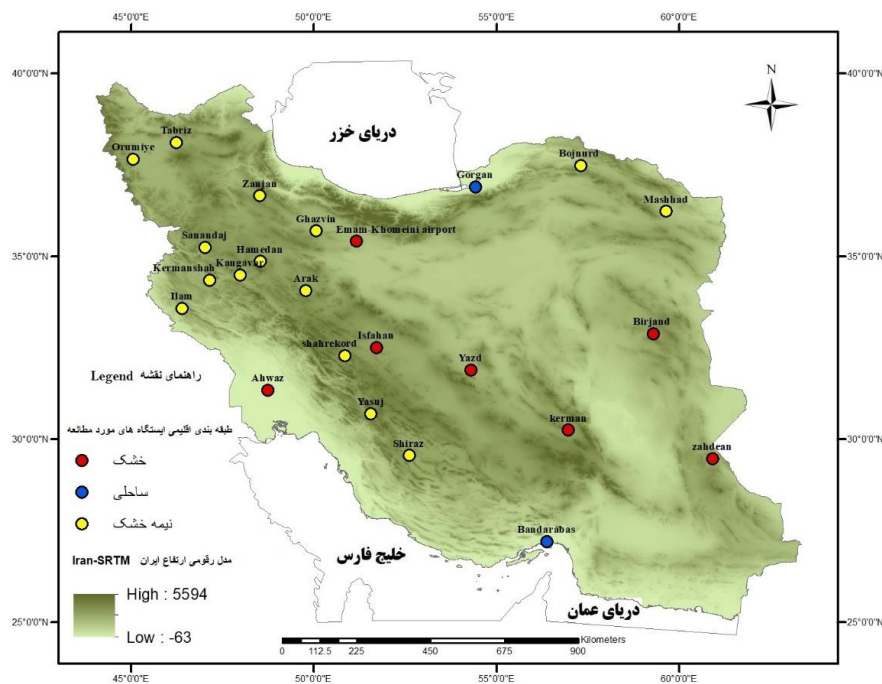 45°0'0"E 50°0'0"E 55°0'0"E 60°0'0"E
40°0'0"N 40°0'0"N
N
دریای خزر
Tabriz
Orumiye
Bojnurd
Gorgan
Zanjan
Mashhad
Ghazvin
Emam-Khomeini airport
Sanandaj
Hamedan
35°0'0"N 35°0'0"N
Kangavar
Kermanshah
Arak
Ilam
Birjand
Isfahan
shahrekord
Yazd
راهنمای نقشه Legend
Ahwaz
Yasuj
kerman
طبقه بندی اقلیمی ایستگاه های مورد مطالعه
30°0'0"N 30°0'0"N
Shiraz
zahdean
خشک
ساحلی
نیمه خشک
Bandarabas
خلیج فارس
مدل رقومی ارتفاع ایران Iran-SRTM
High : 5594
دریای عمان
Low : -63
25°0'0"N 25°0'0"N
Kilometers
0 112.5 225 450 675 900
45°0'0"E 50°0'0"E 55°0'0"E 60°0'0"E